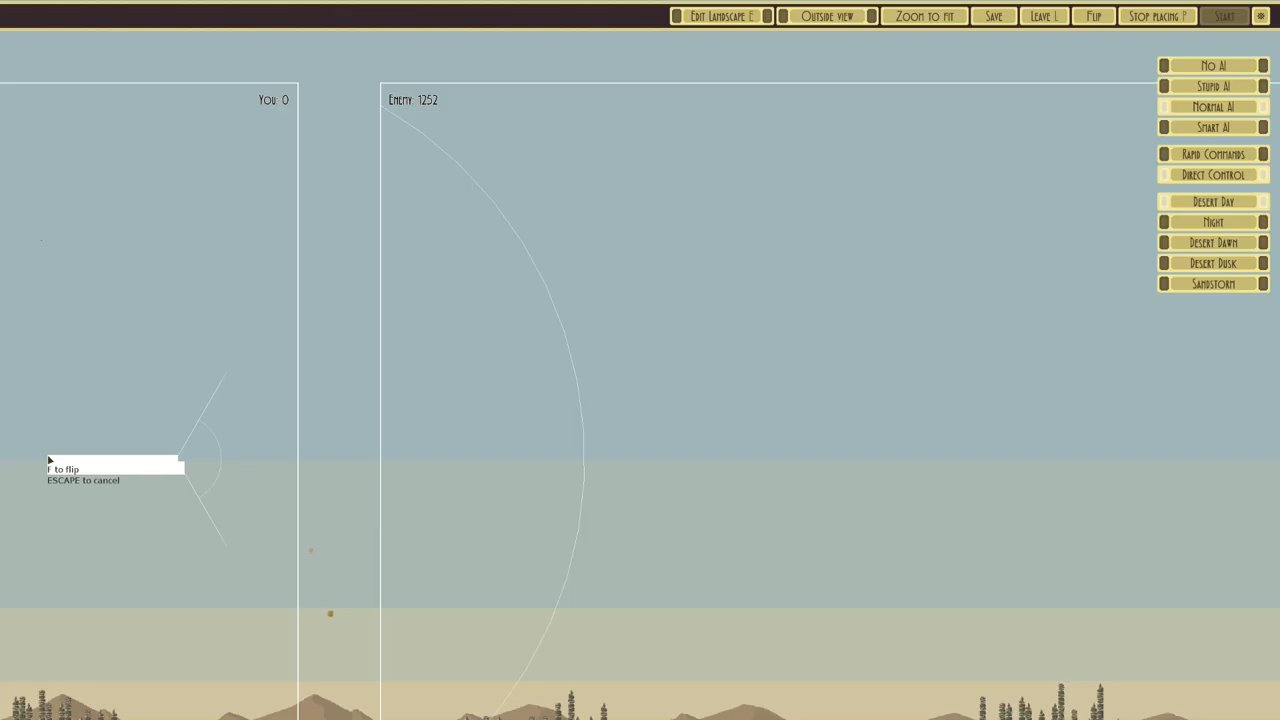 Edit Landscape E
Outside view
Zoom to fit
Save
Leave L
Flip
Stop placing P
Start
No AI
Stupid AI
Normal AI
Smart AI
Rapid Commands
Direct Control
Desert Day
Night
Desert Dawn
Desert Dusk
Sandstorm
You: 0
Enemy: 1252
F to flip
ESCAPE to cancel